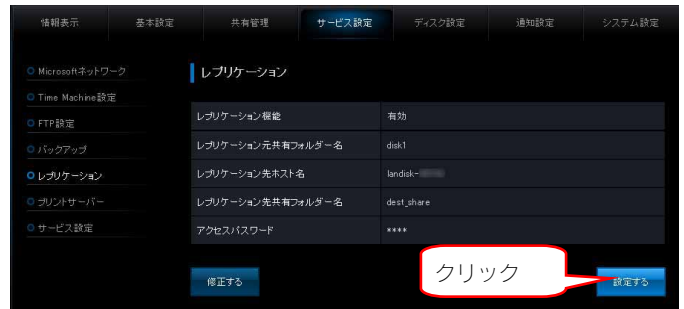 情報表示 基本設定 共有管理 サービス設定 ディスク設定 通知設定 システム設定
Microsoftネットワーク
Time Machine設定
FTP設定
バックアップ
レプリケーション
プリントサーバー
サービス設定
レプリケーション
レプリケーション機能 有効
レプリケーション元共有フォルダー名 disk1
レプリケーション先ホスト名 landisk-
レプリケーション先共有フォルダー名 dest_share
アクセスパスワード ****
修正する
クリック
設定する